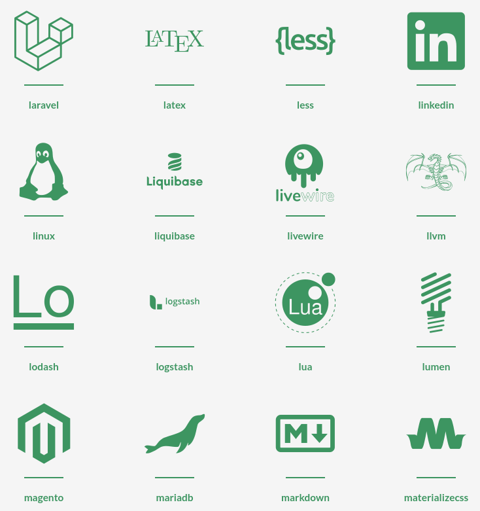 LATEX
{less}
in
laravel
latex
less
linkedin
Liquibase
livewire
linux
liquibase
livewire
llvm
Lo
logstash
Lua
lodash
logstash
lua
lumen
M
magento
mariadb
markdown
materializecss